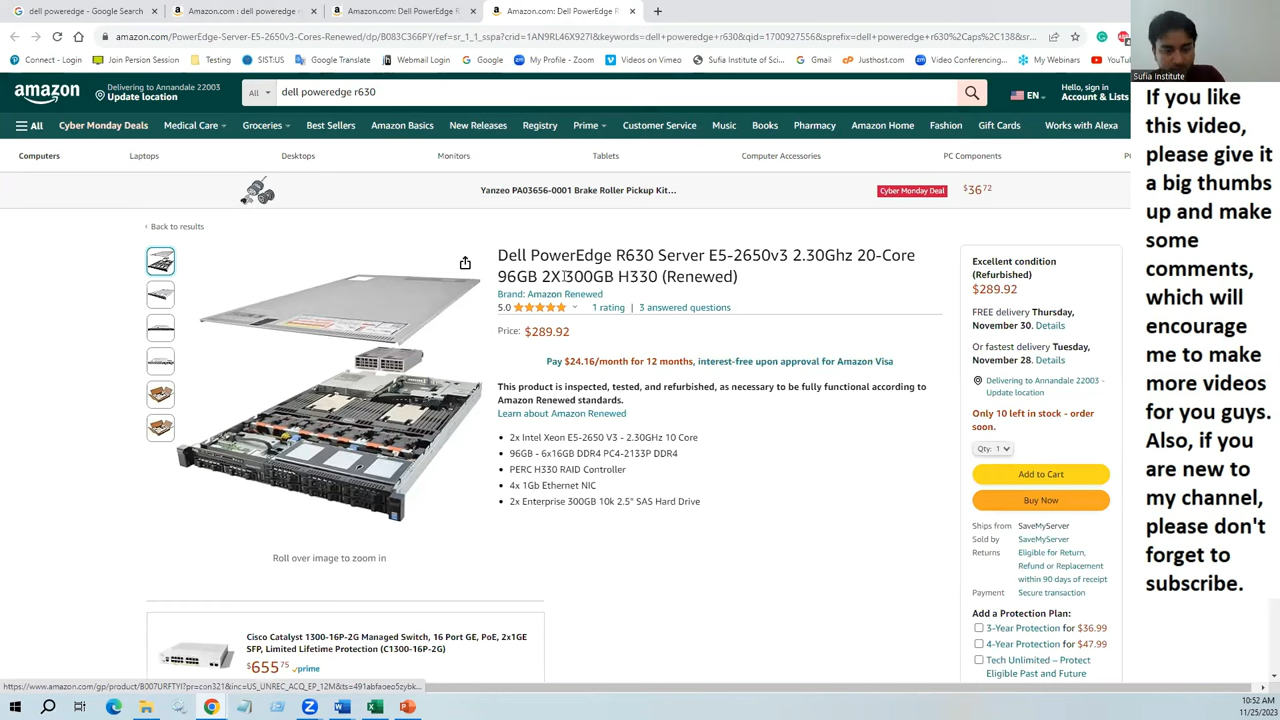 dell poweredge - Google Search
Amazon.com : dell poweredge
Amazon.com: Dell PowerEdge R
Amazon.com: Dell PowerEdge R6
amazon.com/PowerEdge-Server-E5-2650v3-Cores-Renewed/dp/B083C366PY/ref=sr_1_1_sspa?crid=1AN9RL46X927I&keywords=dell+poweredge+r630&qid=1700927556&sprefix=dell+poweredge+r630%2Caps%2C138&sr...
Connect - Login
Join Persion Session
Testing
SIST:US
Google Translate
Webmail Login
Google
My Profile - Zoom
Videos on Vimeo
Sufia Institute of Sci...
Gmail
Justhost.com
Video Conferencing...
My Webinars
YouTu
Sufia Institute
amazon
Delivering to Annandale 22003
Update location
All
dell poweredge r630
EN
Hello, sign in
Account & Lists
All
Cyber Monday Deals
Medical Care
Groceries
Best Sellers
Amazon Basics
New Releases
Registry
Prime
Customer Service
Music
Books
Pharmacy
Amazon Home
Fashion
Gift Cards
Works with Alexa
Computers
Laptops
Desktops
Monitors
Tablets
Computer Accessories
PC Components
Yanzeo PA03656-0001 Brake Roller Pickup Kit...
Cyber Monday Deal
$36.72
‹ Back to results
Dell PowerEdge R630 Server E5-2650v3 2.30Ghz 20-Core
96GB 2X300GB H330 (Renewed)
Brand: Amazon Renewed
5.0
1 rating | 3 answered questions
Price: $289.92
Pay $24.16/month for 12 months, interest-free upon approval for Amazon Visa
This product is inspected, tested, and refurbished, as necessary to be fully functional according to
Amazon Renewed standards.
Learn about Amazon Renewed
• 2x Intel Xeon E5-2650 V3 - 2.30GHz 10 Core
• 96GB - 6x16GB DDR4 PC4-2133P DDR4
• PERC H330 RAID Controller
• 4x 1Gb Ethernet NIC
• 2x Enterprise 300GB 10k 2.5" SAS Hard Drive
Roll over image to zoom in
Cisco Catalyst 1300-16P-2G Managed Switch, 16 Port GE, PoE, 2x1GE
SFP, Limited Lifetime Protection (C1300-16P-2G)
$655.75 prime
Excellent condition
(Refurbished)
$289.92
FREE delivery Thursday,
November 30. Details
Or fastest delivery Tuesday,
November 28. Details
Delivering to Annandale 22003 -
Update location
Only 10 left in stock - order
soon.
Qty: 1
Add to Cart
Buy Now
Ships from SaveMyServer
Sold by SaveMyServer
Returns Eligible for Return,
Refund or Replacement
within 90 days of receipt
Payment Secure transaction
Add a Protection Plan:
3-Year Protection for $36.99
4-Year Protection for $47.99
Tech Unlimited – Protect
Eligible Past and Future
If you like
this video,
please give it
a big thumbs
up and make
some
comments,
which will
encourage
me to make
more videos
for you guys.
Also, if you
are new to
my channel,
please don't
forget to
subscribe.
10:52 AM
11/25/2023